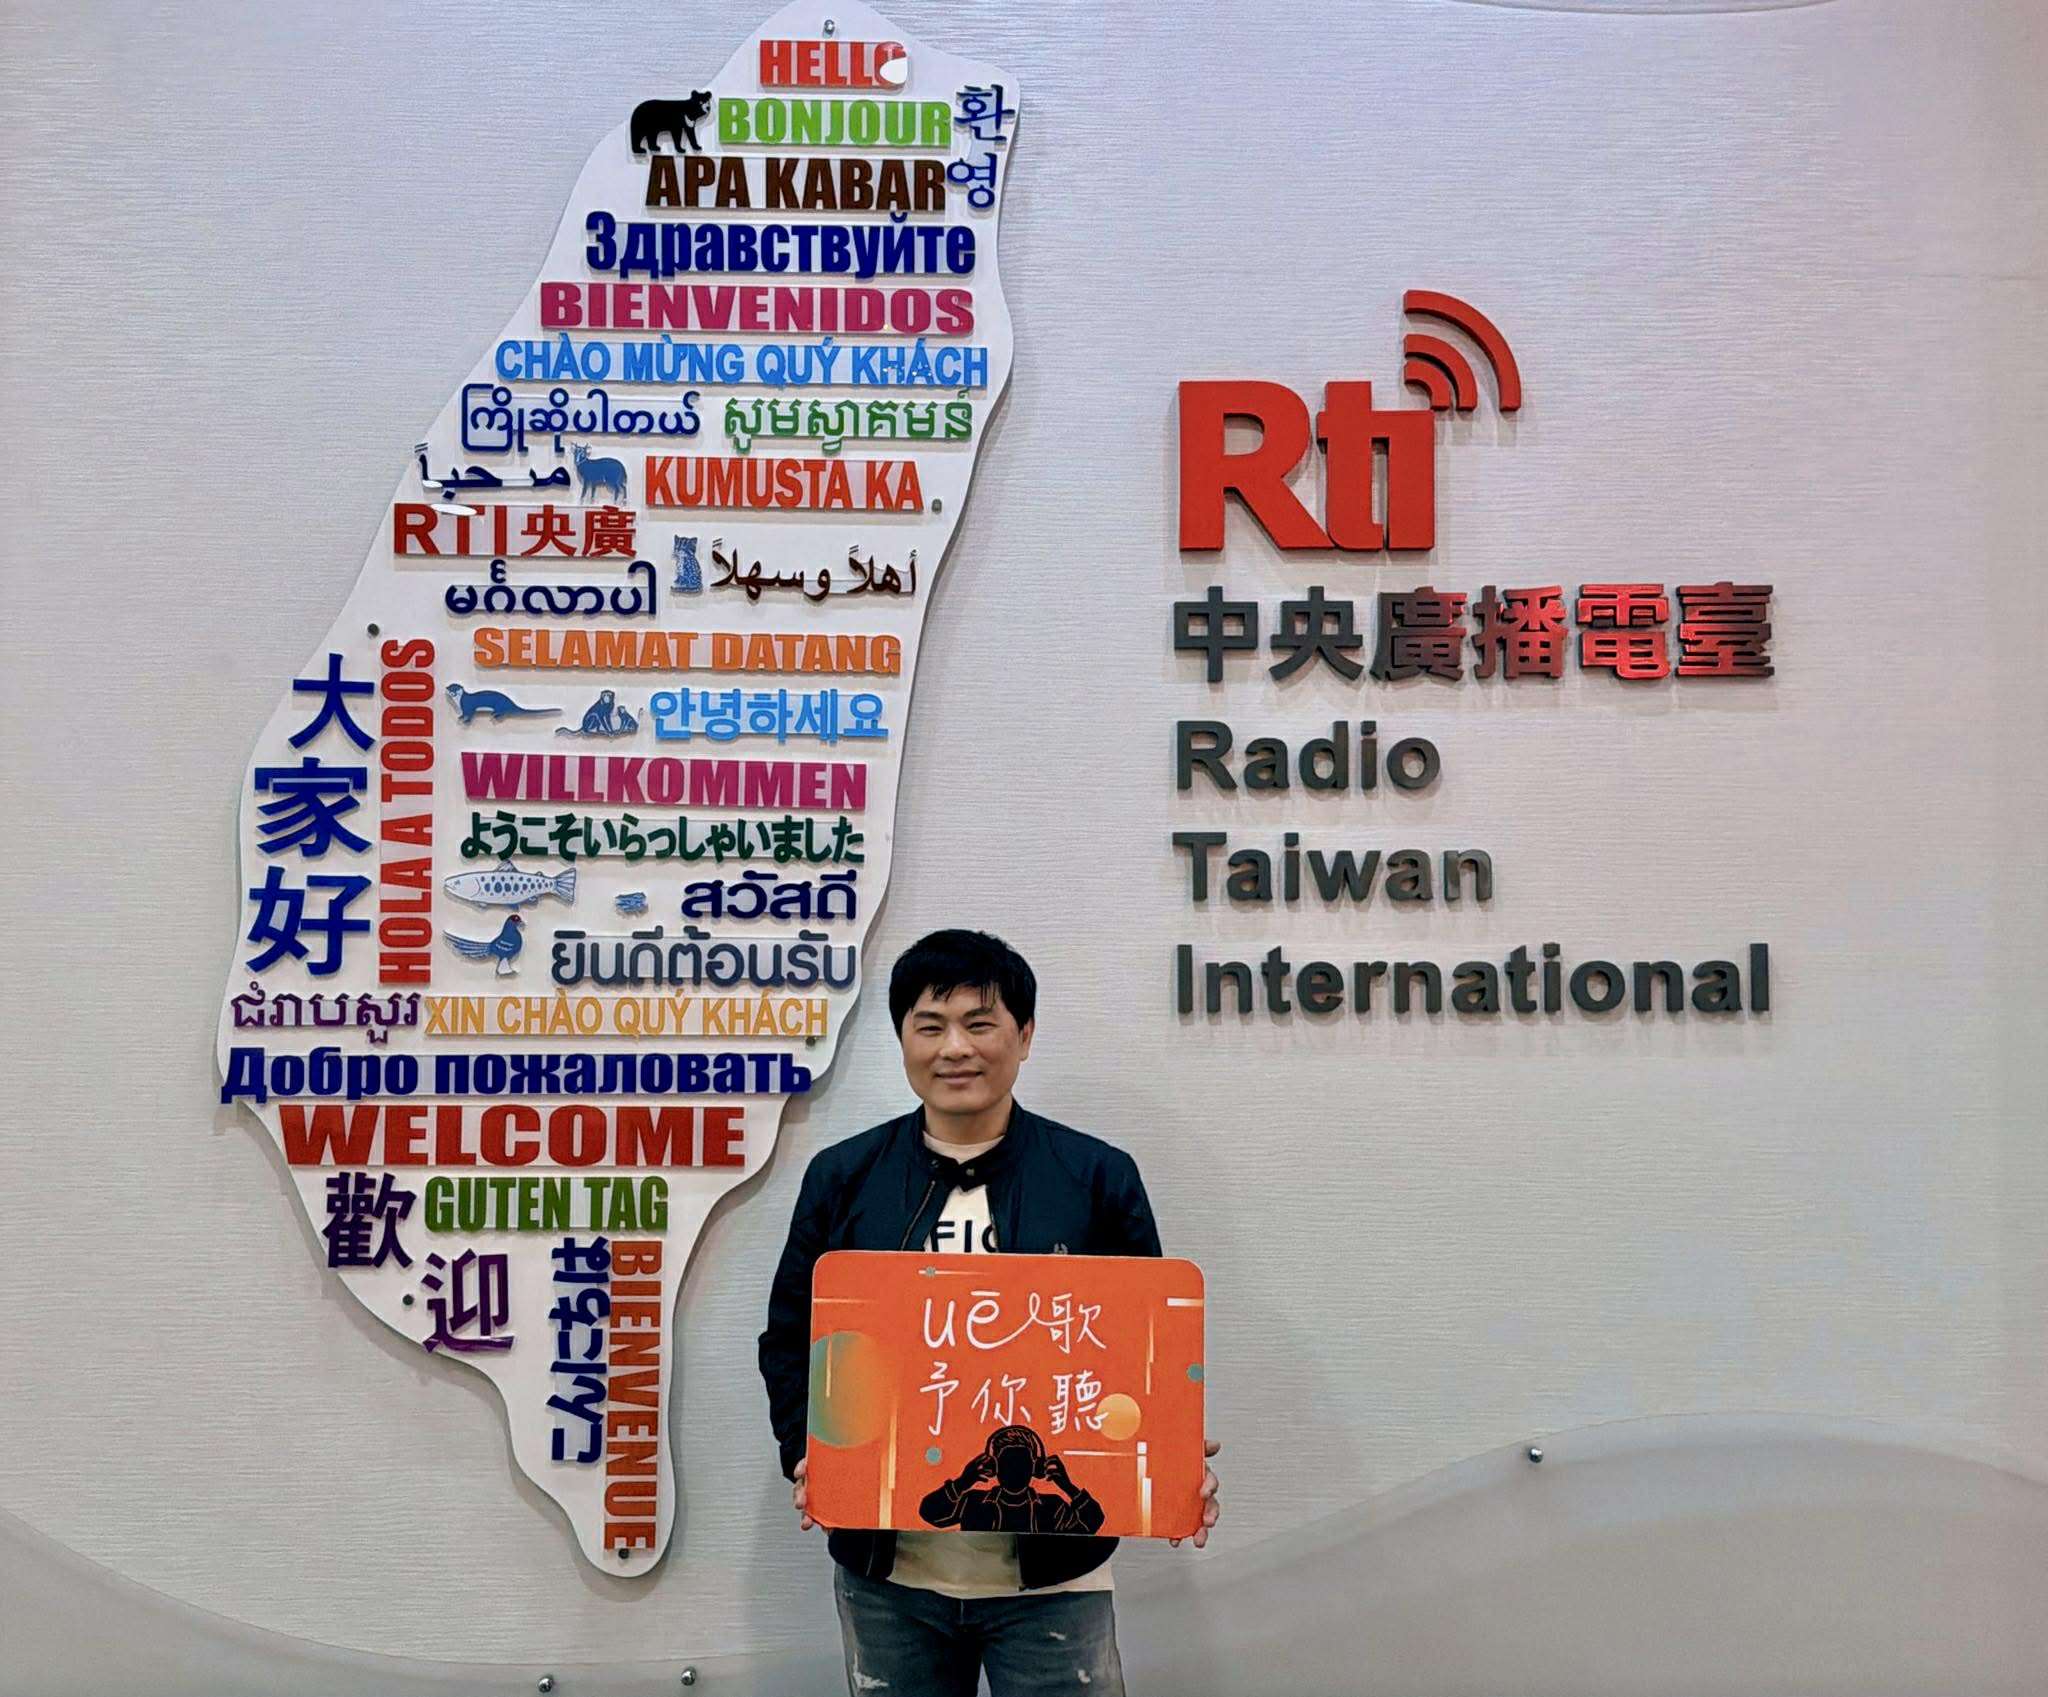 HELLO
BONJOUR
환영
APA KABAR
Здравствуйте
BIENVENIDOS
CHÀO MỪNG QUÝ KHÁCH
ကြိုဆိုပါတယ် សូមស្វាគមន៍
مرحباً KUMUSTA KA
RTI央廣
أهلاً وسهلاً
မင်္ဂလာပါ
SELAMAT DATANG
안녕하세요
大家好
HOLA A TODOS
WILLKOMMEN
ようこそいらっしゃいました
สวัสดี
ยินดีต้อนรับ
ជំរាបសួរ XIN CHÀO QUÝ KHÁCH
Добро пожаловать
WELCOME
歡迎
GUTEN TAG
こんにちは
BIENVENUE
Rti
中央廣播電臺
Radio
Taiwan
International
uē歌
予你聽